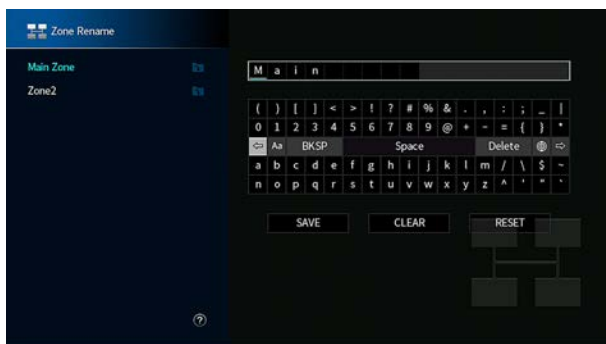 Zone Rename
Main Zone
Zone2
Main
( ) [ ] < > ! ? # % & . , : ; _ |
0 1 2 3 4 5 6 7 8 9 @ + - = { } *
⇦ Aa BKSP Space Delete ⇨
a b c d e f g h i j k l m / \ $ ~
n o p q r s t u v w x y z ^ ' " `
SAVE CLEAR RESET
?